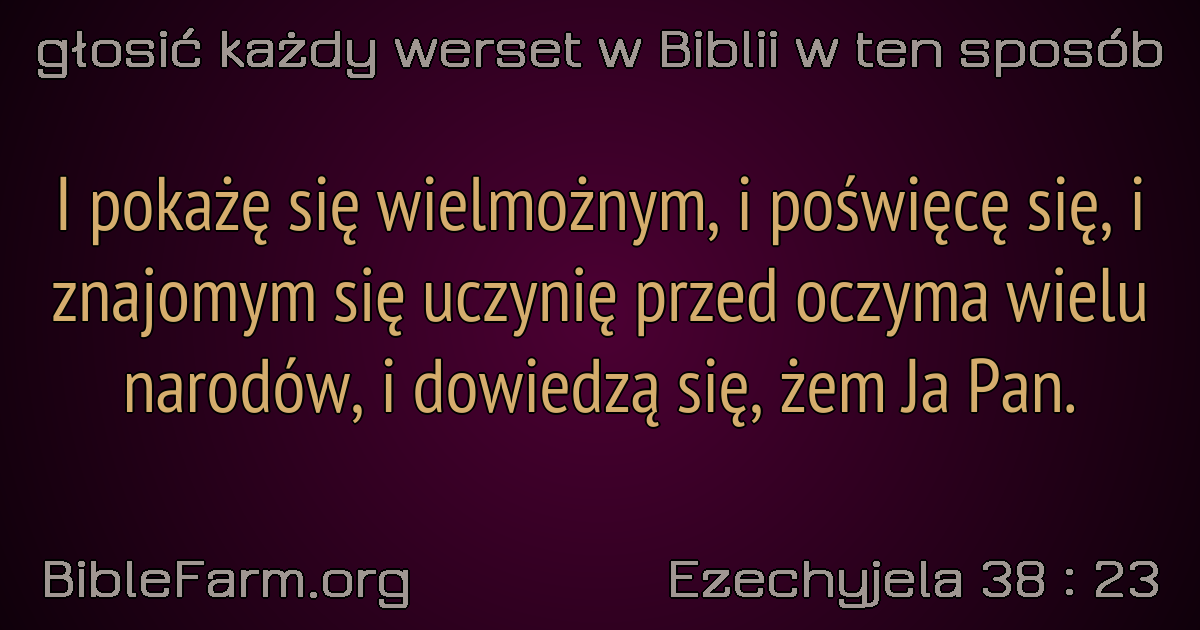 głosić każdy werset w Biblii w ten sposób
I pokażę się wielmożnym, i poświęcę się, i
znajomym się uczynię przed oczyma wielu
narodów, i dowiedzą się, żem Ja Pan.
BibleFarm.org
Ezechyjela 38 : 23